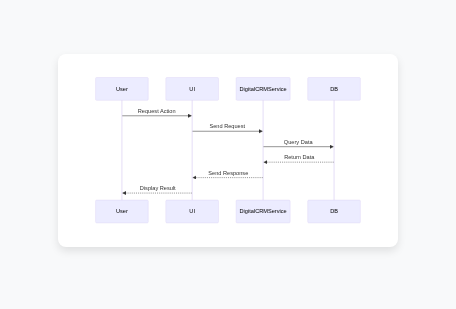 User UI DigitalCRMService DB
Request Action
Send Request
Query Data
Return Data
Send Response
Display Result
User UI DigitalCRMService DB